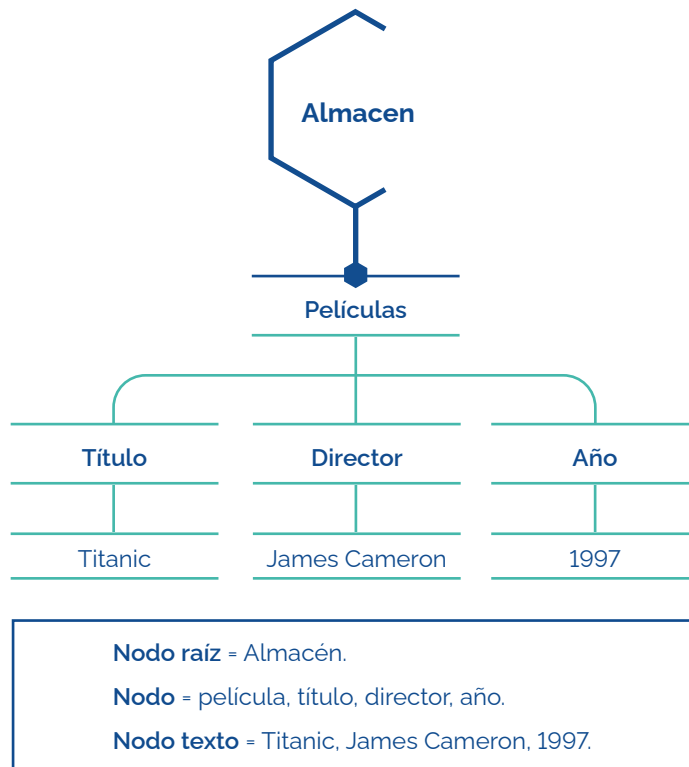 Almacen
Películas
Título Director Año
Titanic James Cameron 1997
Nodo raíz = Almacén.
Nodo = película, título, director, año.
Nodo texto = Titanic, James Cameron, 1997.